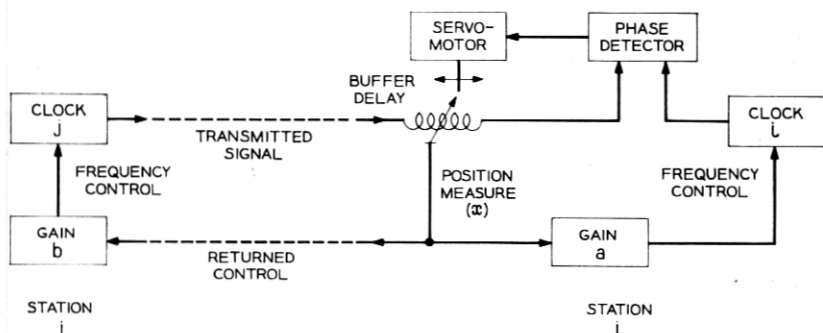 SERVO-
MOTOR
PHASE
DETECTOR
BUFFER
DELAY
CLOCK
j
TRANSMITTED
SIGNAL
CLOCK
i
FREQUENCY
CONTROL
POSITION
MEASURE
(x)
FREQUENCY
CONTROL
GAIN
b
RETURNED
CONTROL
GAIN
a
STATION
j
STATION
i